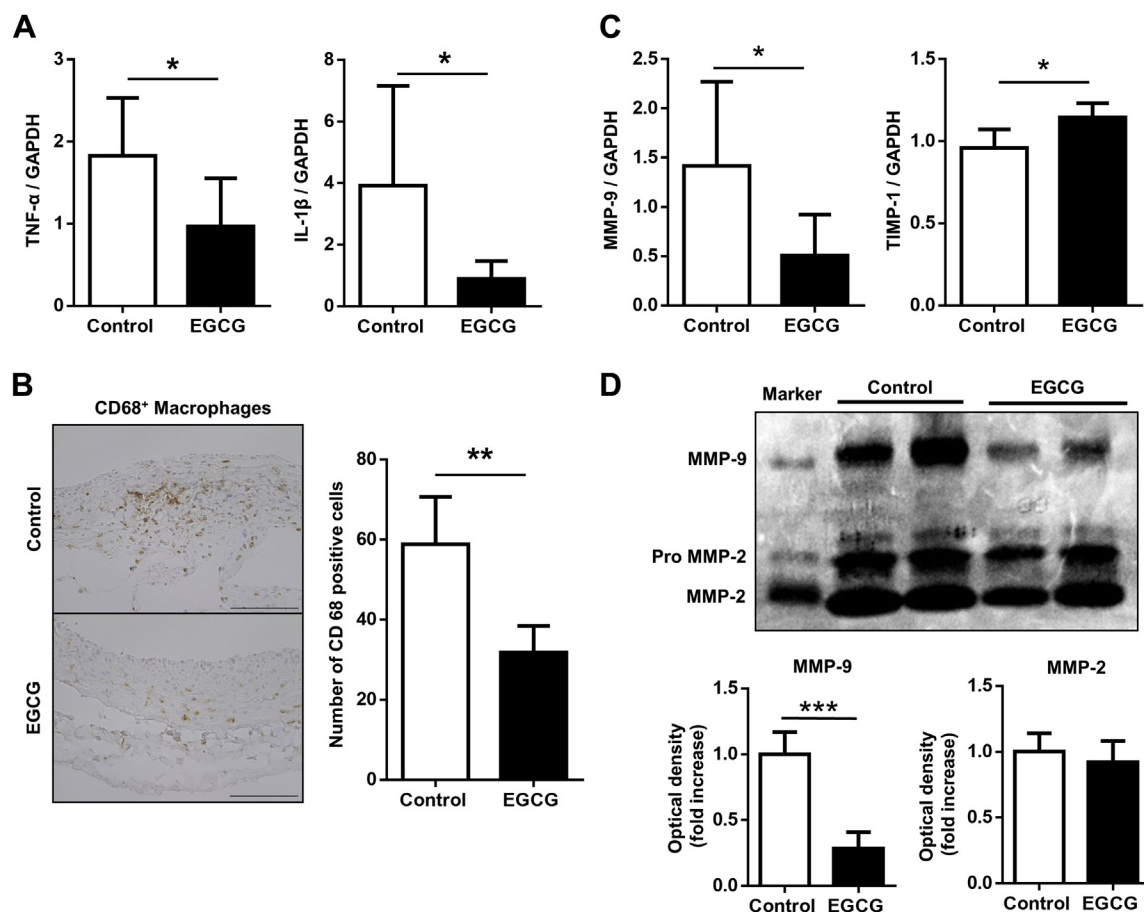 A
TNF-α / GAPDH
3
2
1
0
*
Control
EGCG
IL-1β / GAPDH
8
6
4
2
0
*
Control
EGCG
C
MMP-9 / GAPDH
2.5
2.0
1.5
1.0
0.5
0.0
*
Control
EGCG
TIMP-1 / GAPDH
1.5
1.0
0.5
0.0
*
Control
EGCG
B
CD68+ Macrophages
Control
EGCG
Number of CD 68 positive cells
80
60
40
20
0
**
Control
EGCG
D
Marker
Control
EGCG
MMP-9
Pro MMP-2
MMP-2
MMP-9
Optical density
(fold increase)
1.5
1.0
0.5
0.0
***
Control
EGCG
MMP-2
Optical density
(fold increase)
1.5
1.0
0.5
0.0
Control
EGCG